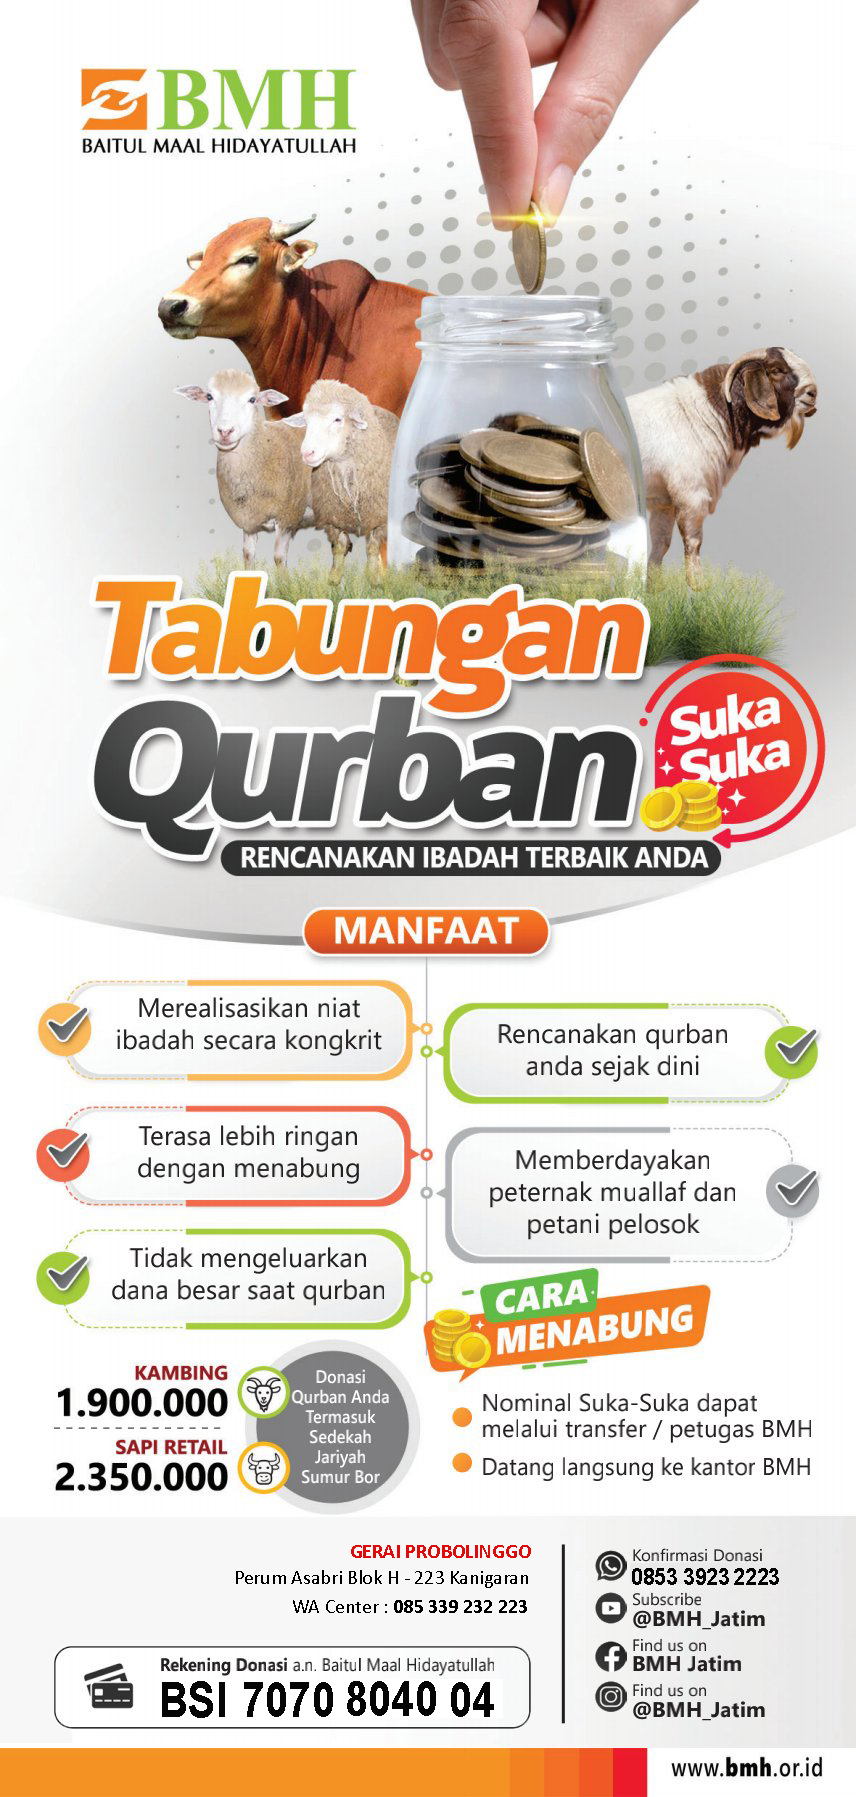 BMH
BAITUL MAAL HIDAYATULLAH
Tabungan
Qurban
Suka
Suka
RENCANAKAN IBADAH TERBAIK ANDA
MANFAAT
Merealisasikan niat
ibadah secara kongkrit
Rencanakan qurban
anda sejak dini
Terasa lebih ringan
dengan menabung
Memberdayakan
peternak muallaf dan
petani pelosok
Tidak mengeluarkan
dana besar saat qurban
KAMBING
1.900.000
SAPI RETAIL
2.350.000
Donasi
Qurban Anda
Termasuk
Sedekah
Jariyah
Sumur Bor
CARA
MENABUNG
Nominal Suka-Suka dapat
melalui transfer / petugas BMH
Datang langsung ke kantor BMH
GERAI PROBOLINGGO
Perum Asabri Blok H - 223 Kanigaran
WA Center : 085 339 232 223
Rekening Donasi a.n. Baitul Maal Hidayatullah
BSI 7070 8040 04
Konfirmasi Donasi
0853 3923 2223
Subscribe
@BMH_Jatim
Find us on
BMH Jatim
Find us on
@BMH_Jatim
www.bmh.or.id